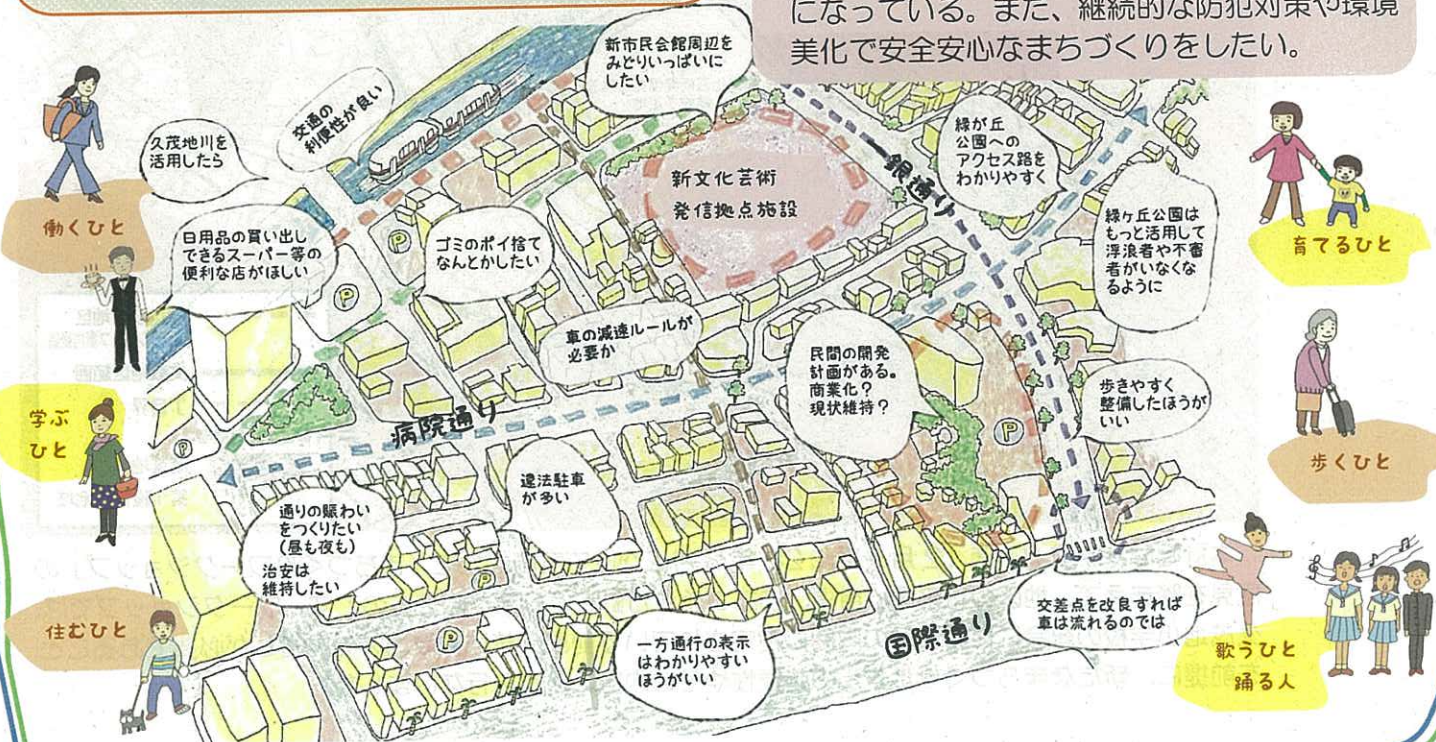 になっている。また、継続的な防犯対策や環境
美化で安全安心なまちづくりをしたい。
新市民会館周辺を
みどりいっぱいに
したい
交通の
利便性が良い
久茂地川を
活用したら
働くひと
日用品の買い出し
できるスーパー等の
便利な店がほしい
ゴミのポイ捨て
なんとかしたい
新文化芸術
発信拠点施設
一銀通り
緑が丘
公園への
アクセス路を
わかりやすく
緑ヶ丘公園は
もっと活用して
浮浪者や不審
者がいなくな
るように
育てるひと
車の減速ルールが
必要か
民間の開発
計画がある。
商業化?
現状維持?
歩きやすく
整備したほうが
いい
歩くひと
学ぶ
ひと
病院通り
P
P
P
P
P
P
通りの賑わい
をつくりたい
(昼も夜も)
治安は
維持したい
違法駐車
が多い
住むひと
一方通行の表示
はわかりやすい
ほうがいい
国際通り
交差点を改良すれば
車は流れるのでは
歌うひと
踊る人